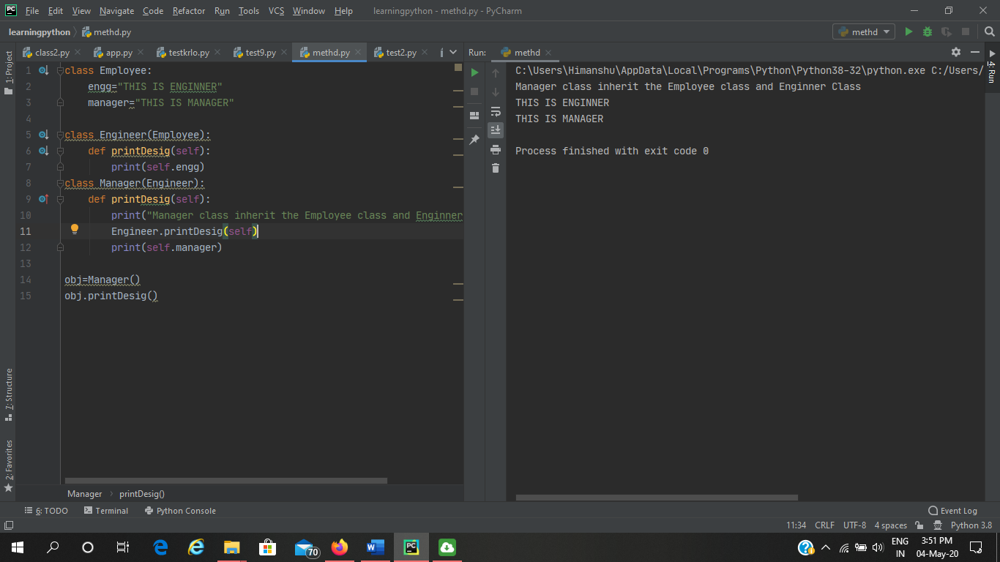 PC File Edit View Navigate Code Refactor Run Tools VCS Window Help learningpython - methd.py - PyCharm
learningpython methd.py methd
class2.py app.py testkrlo.py test9.py methd.py test2.py Run: methd
1: Project
4: Run
1 class Employee:
2 engg="THIS IS ENGINNER"
3 manager="THIS IS MANAGER"
4
5 class Engineer(Employee):
6 def printDesig(self):
7 print(self.engg)
8 class Manager(Engineer):
9 def printDesig(self):
10 print("Manager class inherit the Employee class and Enginner
11 Engineer.printDesig(self)
12 print(self.manager)
13
14 obj=Manager()
15 obj.printDesig()
C:\Users\Himanshu\AppData\Local\Programs\Python\Python38-32\python.exe C:/Users/
Manager class inherit the Employee class and Enginner Class
THIS IS ENGINNER
THIS IS MANAGER
Process finished with exit code 0
7: Structure
2: Favorites
Manager printDesig()
6: TODO Terminal Python Console Event Log
11:34 CRLF UTF-8 4 spaces Python 3.8
70 PC ENG 3:51 PM
IN 04-May-20